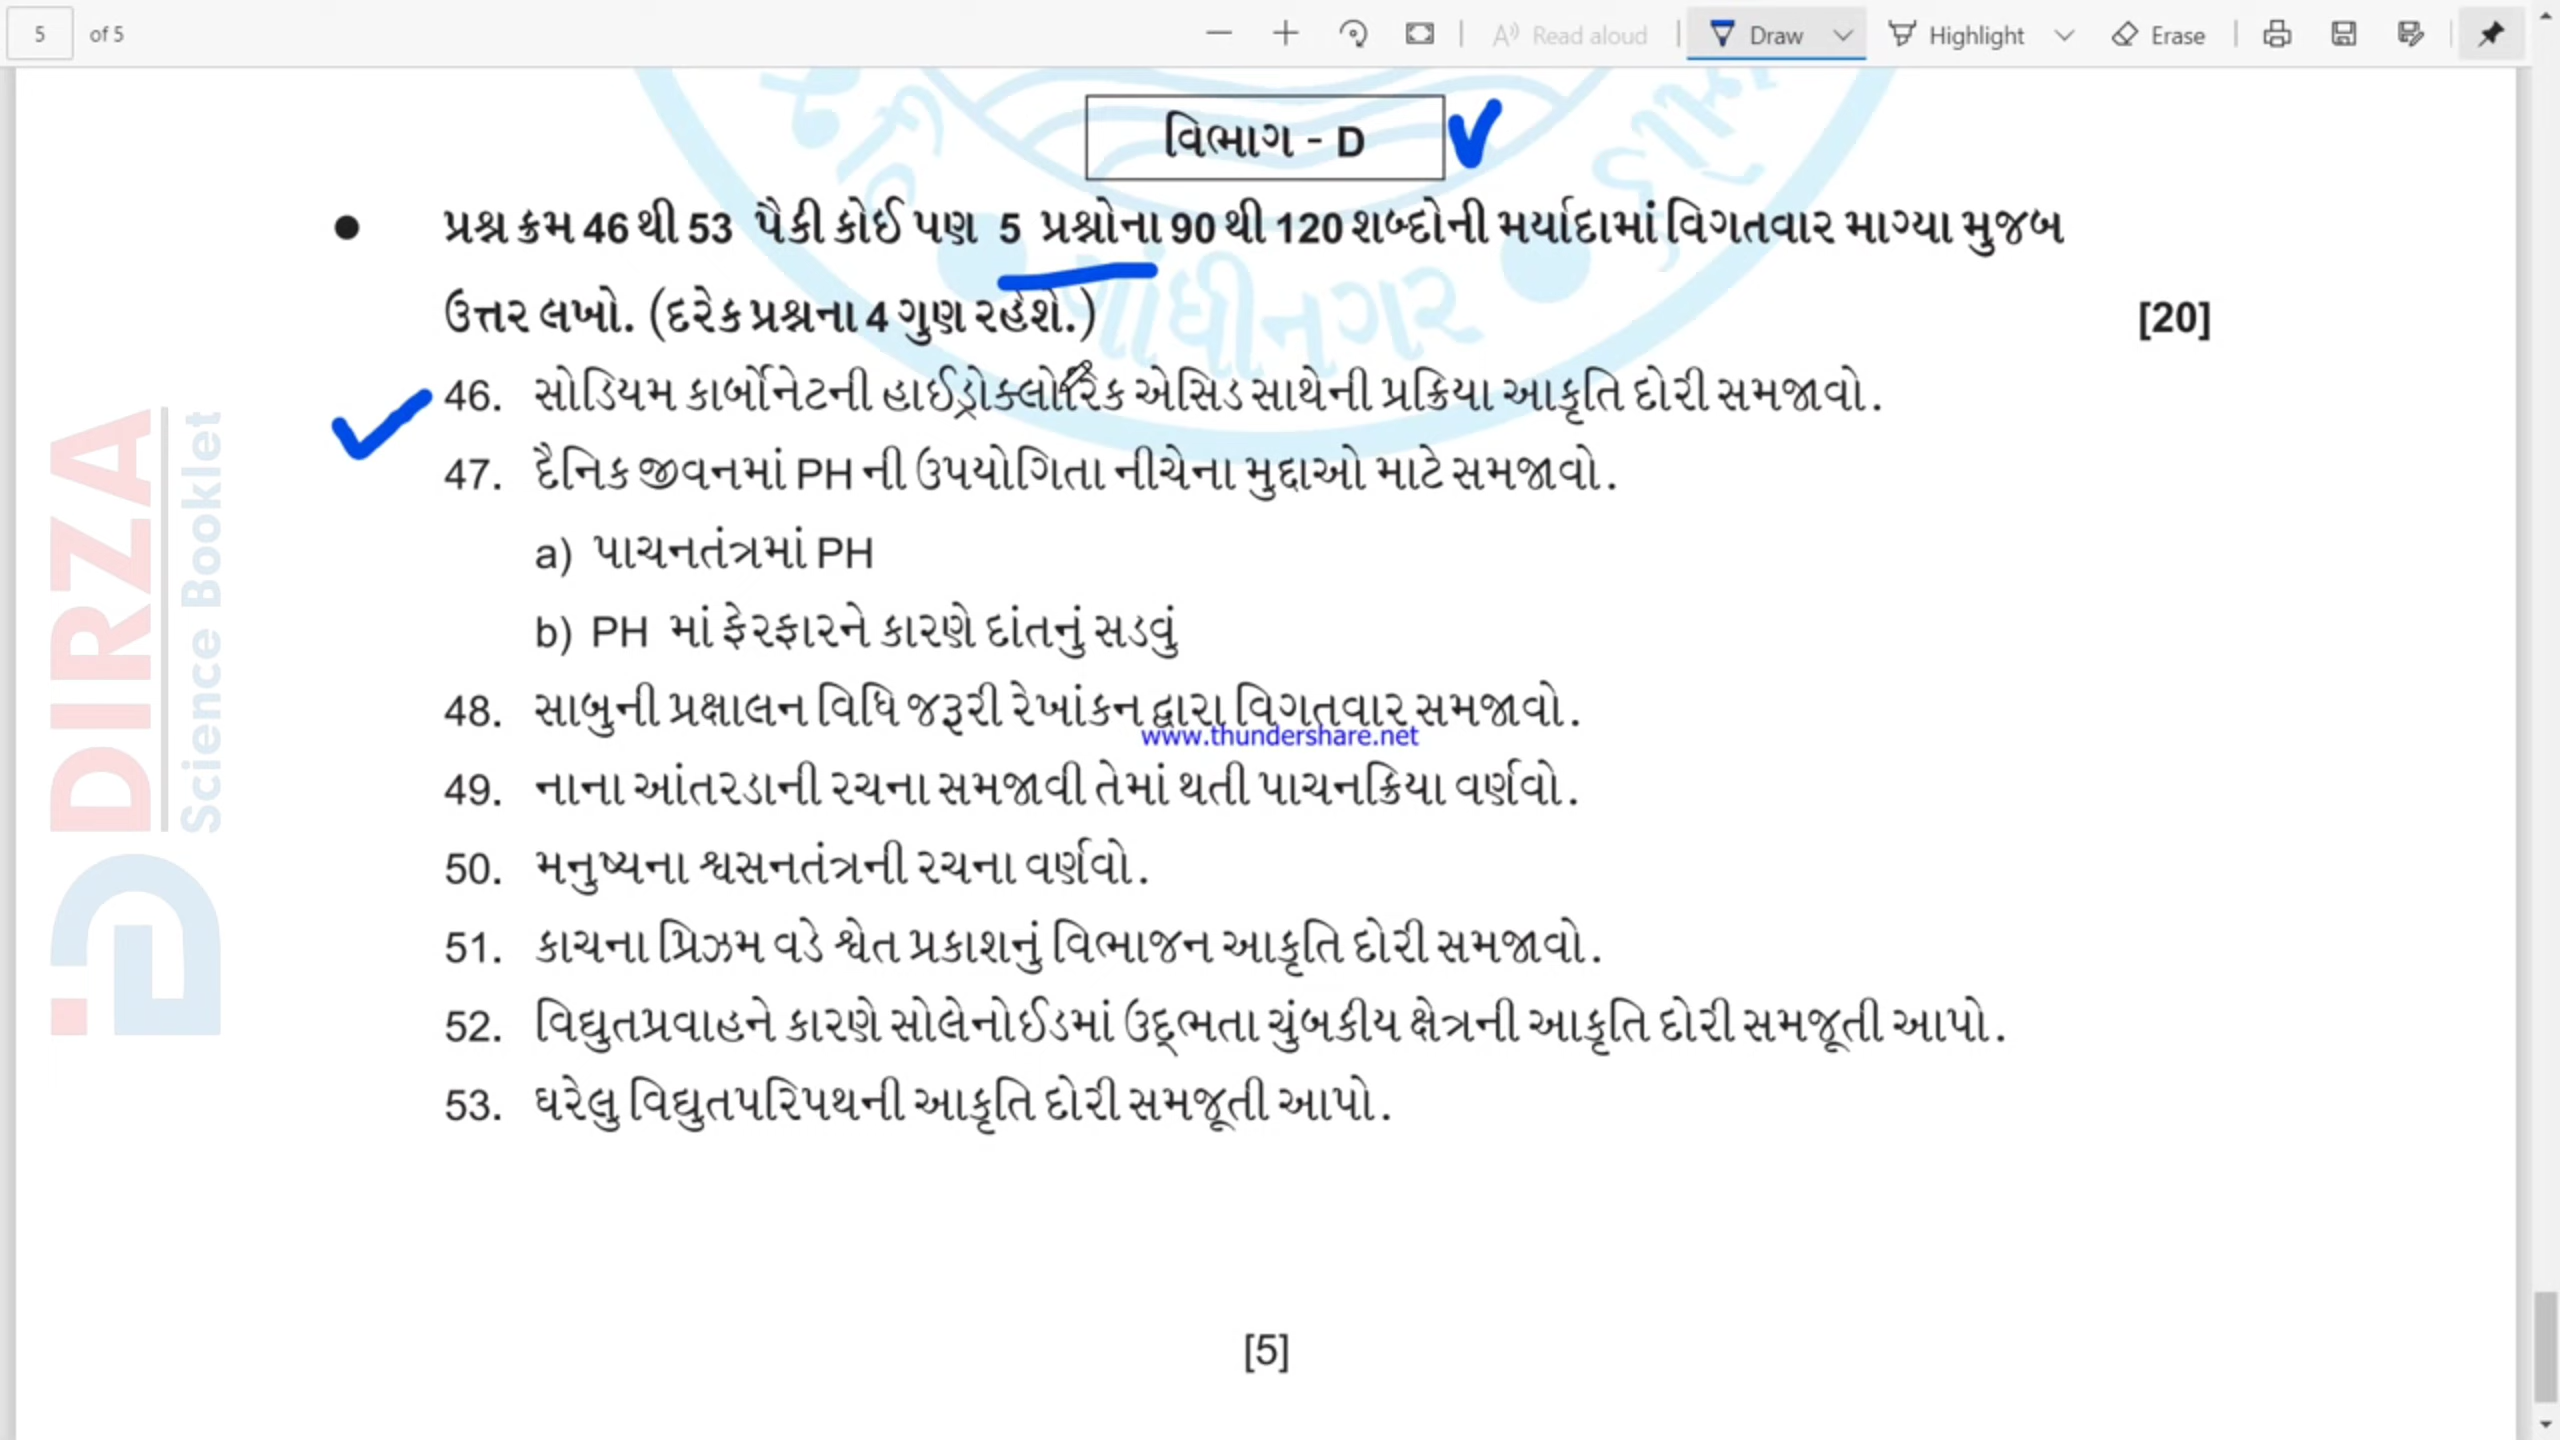 5 of 5
Read aloud
Draw
Highlight
Erase
વિભાગ - D
પ્રશ્ન ક્રમ 46 થી 53 પૈકી કોઈ પણ 5 પ્રશ્નોના 90 થી 120 શબ્દોની મર્યાદામાં વિગતવાર માગ્યા મુજબ
ઉત્તર લખો. (દરેક પ્રશ્નના 4 ગુણ રહેશે.) [20]
46. સોડિયમ કાર્બોનેટની હાઈડ્રોક્લોરિક એસિડ સાથેની પ્રક્રિયા આકૃતિ દોરી સમજાવો.
47. દૈનિક જીવનમાં PH ની ઉપયોગિતા નીચેના મુદ્દાઓ માટે સમજાવો.
a) પાચનતંત્રમાં PH
b) PH માં ફેરફારને કારણે દાંતનું સડવું
48. સાબુની પ્રક્ષાલન વિધિ જરૂરી રેખાંકન દ્વારા વિગતવાર સમજાવો.
www.thundershare.net
49. નાના આંતરડાની રચના સમજાવી તેમાં થતી પાચનક્રિયા વર્ણવો.
50. મનુષ્યના શ્વસનતંત્રની રચના વર્ણવો.
51. કાચના પ્રિઝમ વડે શ્વેત પ્રકાશનું વિભાજન આકૃતિ દોરી સમજાવો.
52. વિદ્યુતપ્રવાહને કારણે સોલેનોઈડમાં ઉદ્ભતા ચુંબકીય ક્ષેત્રની આકૃતિ દોરી સમજૂતી આપો.
53. ઘરેલુ વિદ્યુતપરિપથની આકૃતિ દોરી સમજૂતી આપો.
[5]
DIRZA
Science Booklet
ગાંધીનગર